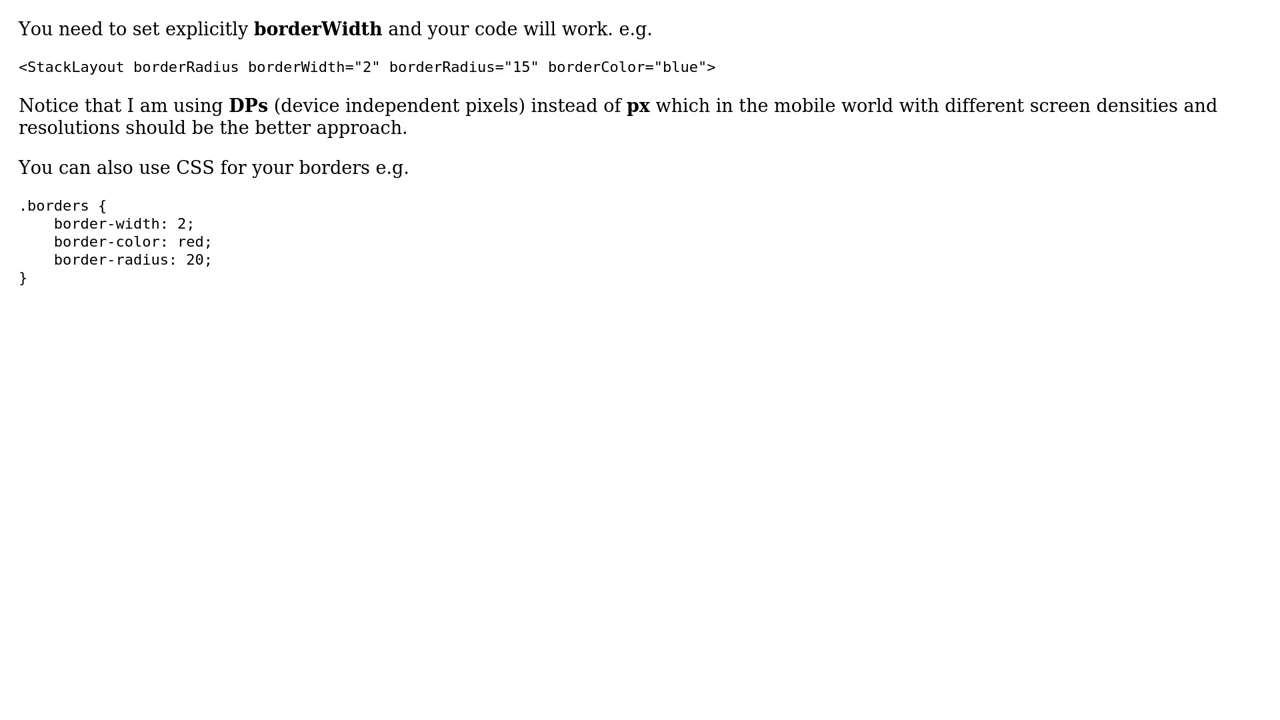 You need to set explicitly borderWidth and your code will work. e.g.
<StackLayout borderRadius borderWidth="2" borderRadius="15" borderColor="blue">
Notice that I am using DPs (device independent pixels) instead of px which in the mobile world with different screen densities and
resolutions should be the better approach.
You can also use CSS for your borders e.g.
.borders {
    border-width: 2;
    border-color: red;
    border-radius: 20;
}